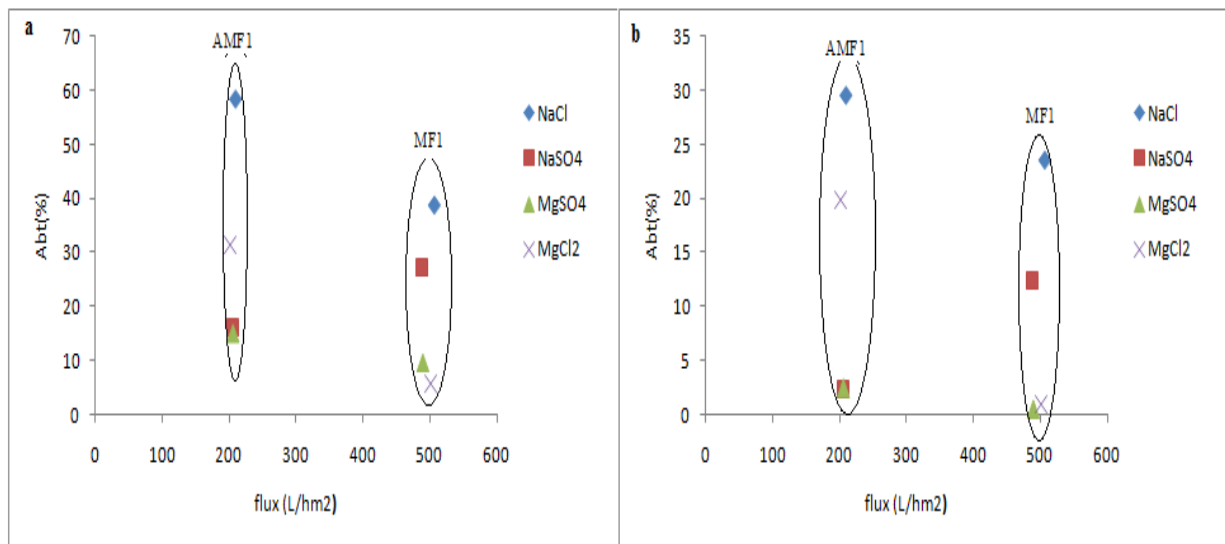 a
AMF1
MF1
70
60
50
40
30
20
10
0
Abt(%)
0 100 200 300 400 500 600
flux (L/hm2)
NaCl
NaSO4
MgSO4
MgCl2
b
AMF1
MF1
35
30
25
20
15
10
5
0
Abt(%)
0 100 200 300 400 500 600
flux (L/hm2)
NaCl
NaSO4
MgSO4
MgCl2